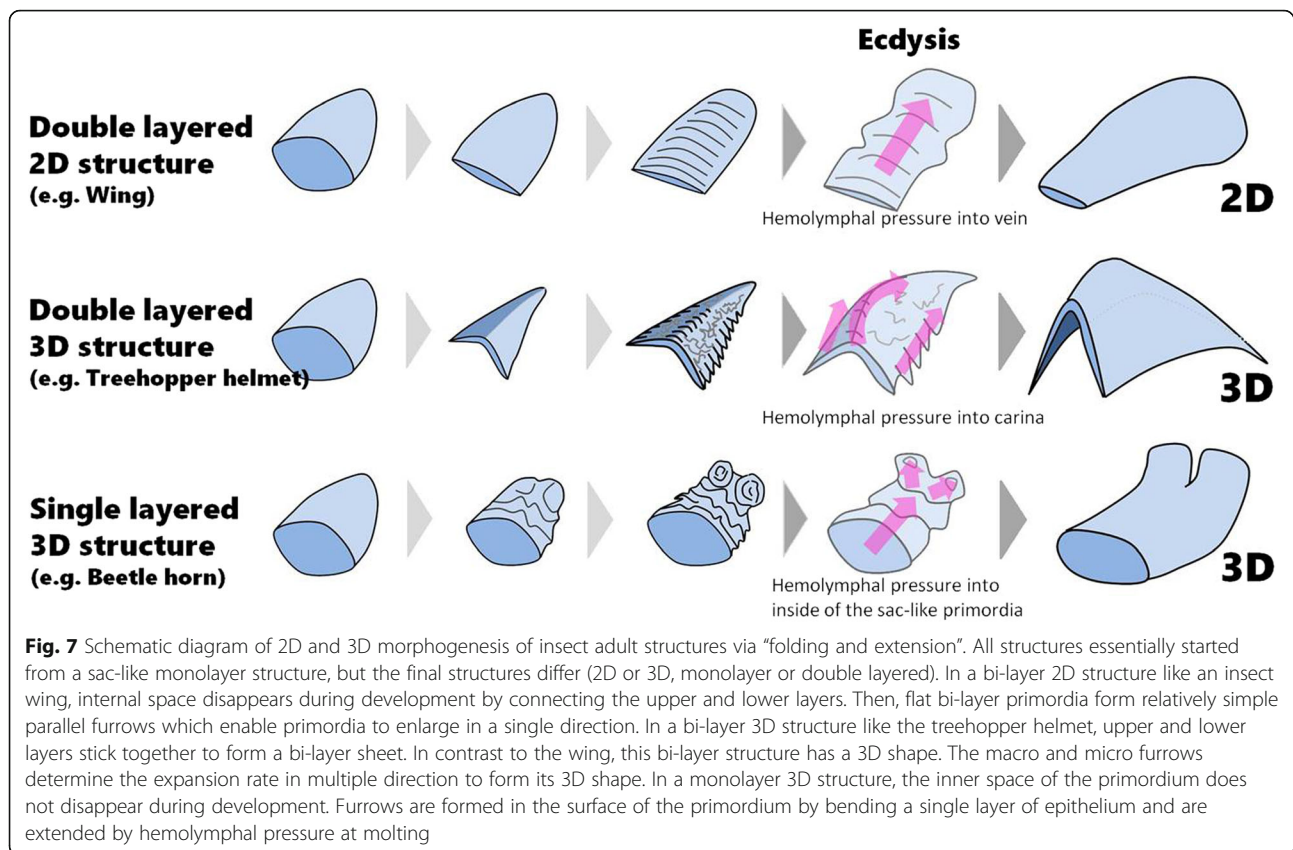 Ecdysis
Double layered
2D structure
(e.g. Wing)
Hemolymphal pressure into vein
2D
Double layered
3D structure
(e.g. Treehopper helmet)
Hemolymphal pressure into carina
3D
Single layered
3D structure
(e.g. Beetle horn)
Hemolymphal pressure into
inside of the sac-like primordia
3D
Fig. 7 Schematic diagram of 2D and 3D morphogenesis of insect adult structures via “folding and extension”. All structures essentially started
from a sac-like monolayer structure, but the final structures differ (2D or 3D, monolayer or double layered). In a bi-layer 2D structure like an insect
wing, internal space disappears during development by connecting the upper and lower layers. Then, flat bi-layer primordia form relatively simple
parallel furrows which enable primordia to enlarge in a single direction. In a bi-layer 3D structure like the treehopper helmet, upper and lower
layers stick together to form a bi-layer sheet. In contrast to the wing, this bi-layer structure has a 3D shape. The macro and micro furrows
determine the expansion rate in multiple direction to form its 3D shape. In a monolayer 3D structure, the inner space of the primordium does
not disappear during development. Furrows are formed in the surface of the primordium by bending a single layer of epithelium and are
extended by hemolymphal pressure at molting